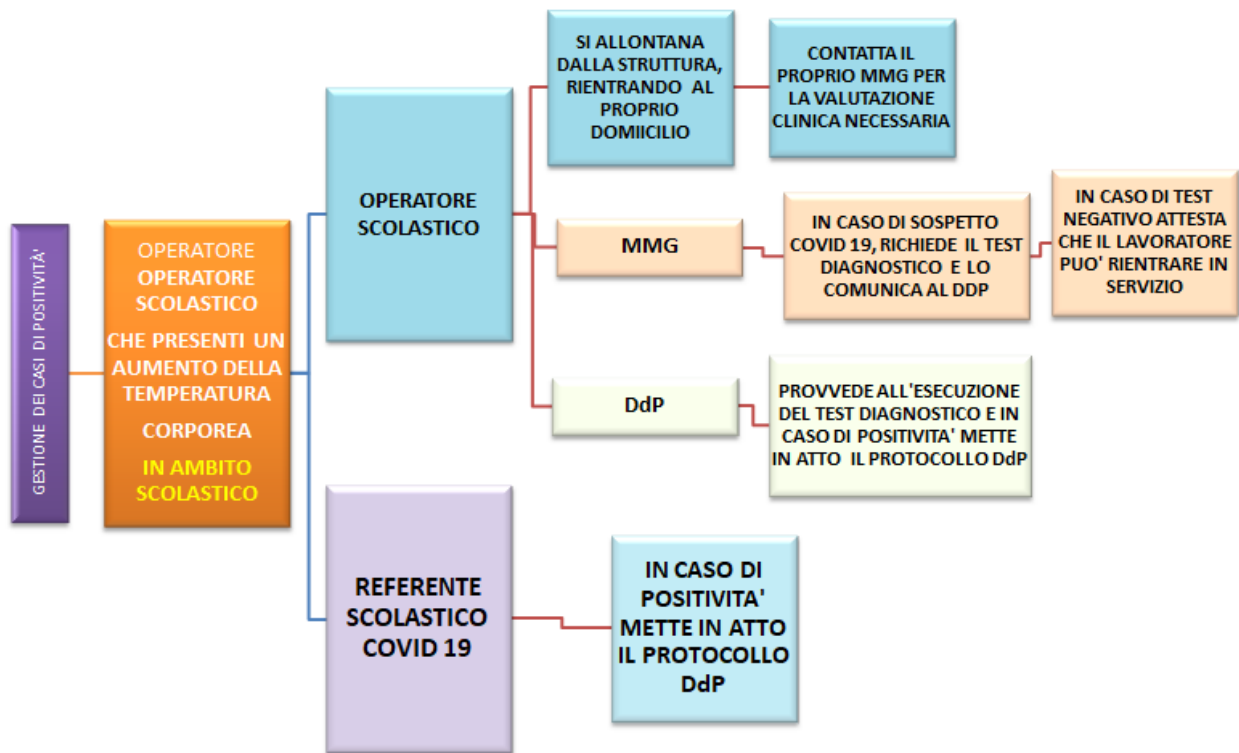 GESTIONE DEI CASI DI POSITIVITÀ'
OPERATORE
OPERATORE
SCOLASTICO
CHE PRESENTI UN
AUMENTO DELLA
TEMPERATURA
CORPOREA
IN AMBITO
SCOLASTICO
OPERATORE
SCOLASTICO
SI ALLONTANA
DALLA STRUTTURA,
RIENTRANDO AL
PROPRIO
DOMIICILIO
CONTATTA IL
PROPRIO MMG PER
LA VALUTAZIONE
CLINICA NECESSARIA
MMG
IN CASO DI SOSPETTO
COVID 19, RICHIEDE IL TEST
DIAGNOSTICO E LO
COMUNICA AL DDP
IN CASO DI TEST
NEGATIVO ATTESTA
CHE IL LAVORATORE
PUO' RIENTRARE IN
SERVIZIO
DdP
PROVVEDE ALL'ESECUZIONE
DEL TEST DIAGNOSTICO E IN
CASO DI POSITIVITA' METTE
IN ATTO IL PROTOCOLLO DdP
REFERENTE
SCOLASTICO
COVID 19
IN CASO DI
POSITIVITA'
METTE IN ATTO
IL PROTOCOLLO
DdP